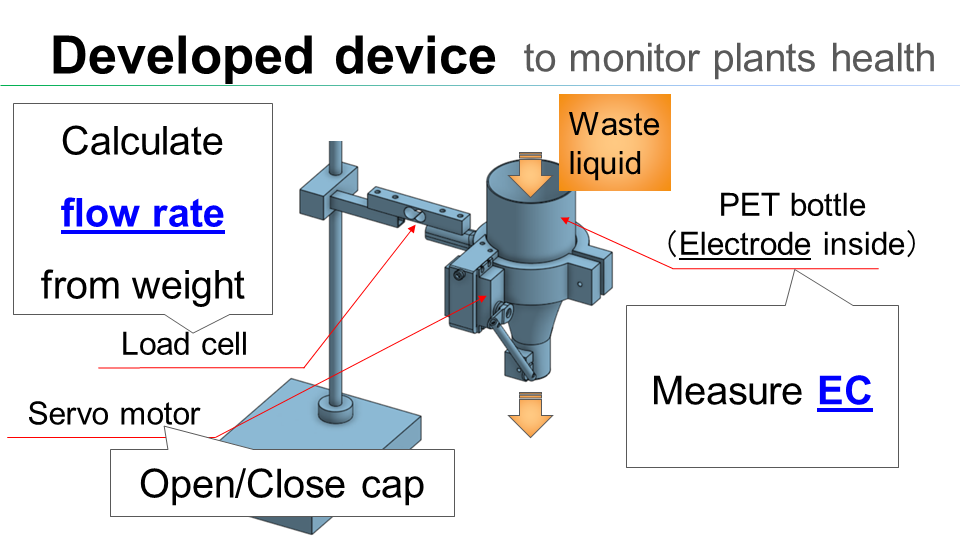 Developed device to monitor plants health
Calculate
flow rate
from weight
Waste
liquid
PET bottle
（Electrode inside）
Load cell
Measure EC
Servo motor
Open/Close cap